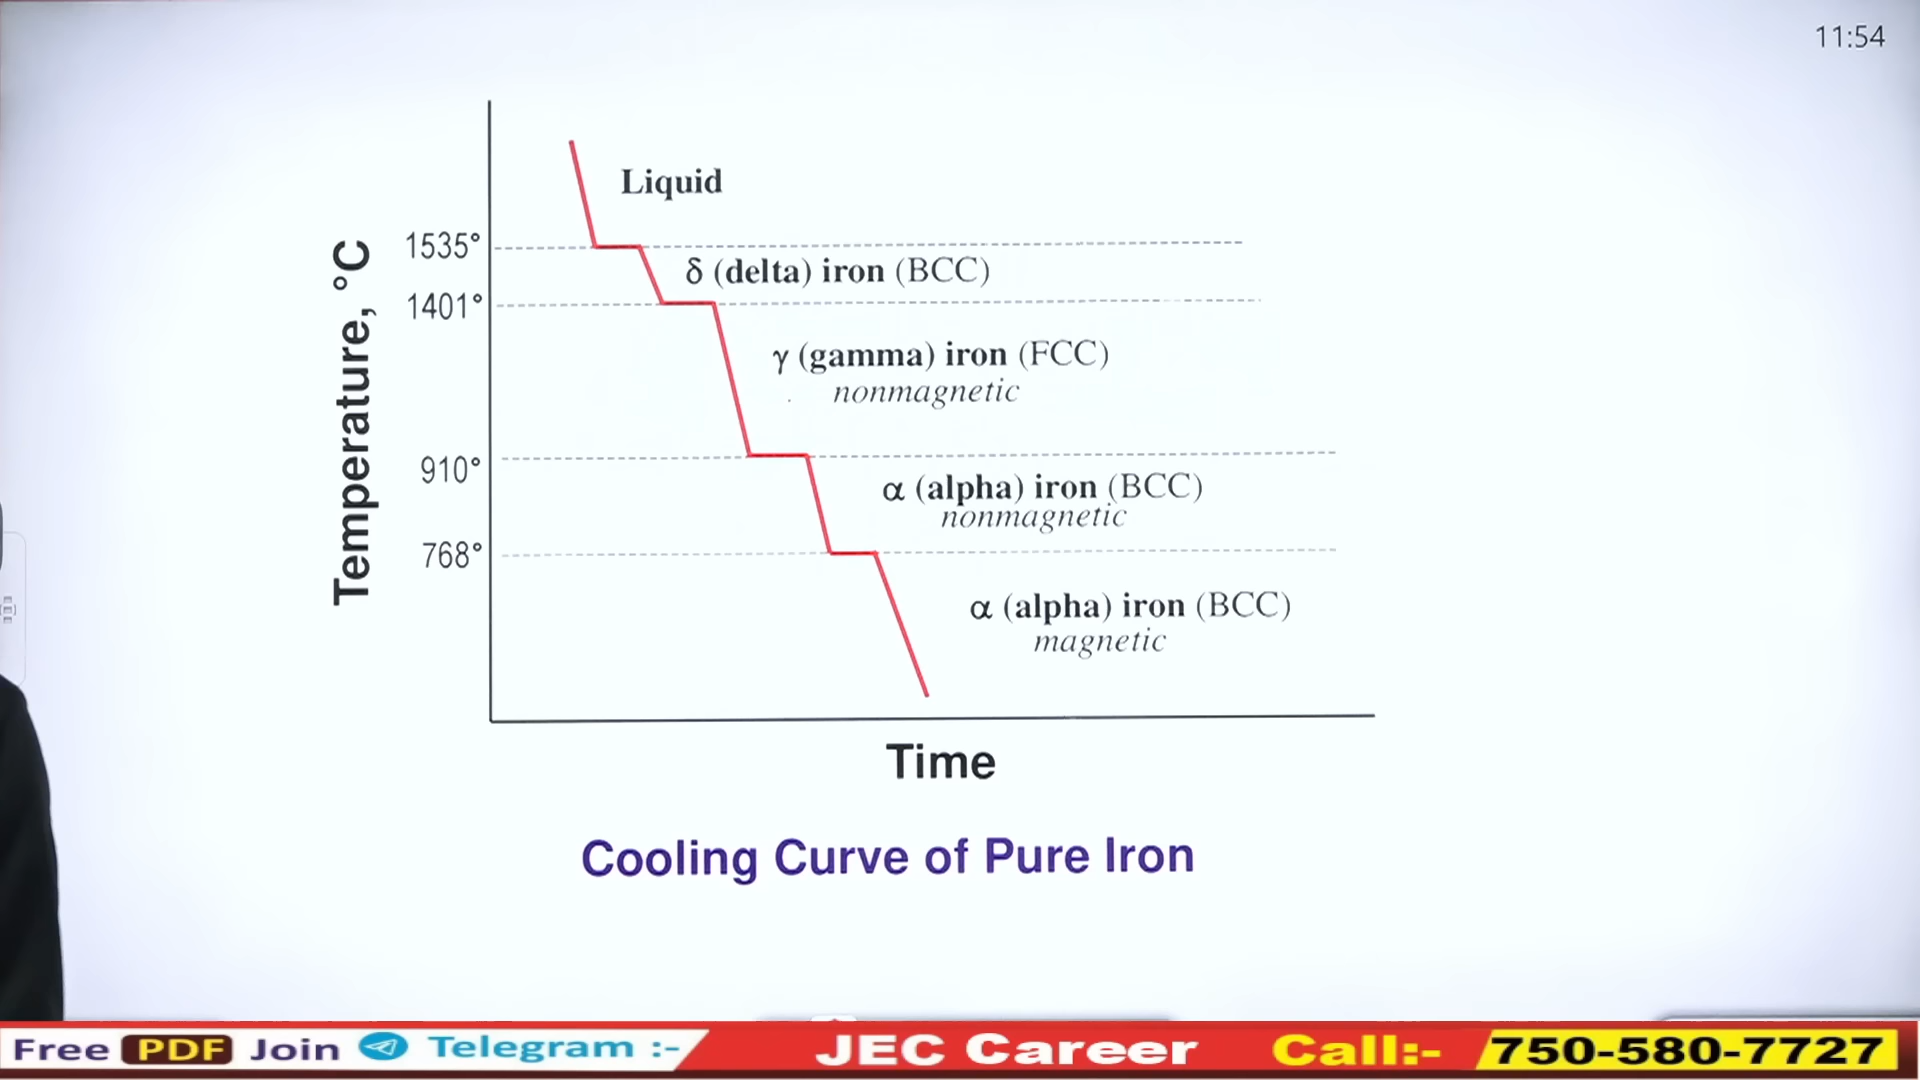 11:54
Liquid
1535°
δ (delta) iron (BCC)
1401°
γ (gamma) iron (FCC)
nonmagnetic
910°
α (alpha) iron (BCC)
nonmagnetic
768°
α (alpha) iron (BCC)
magnetic
Temperature, °C
Time
Cooling Curve of Pure Iron
Free PDF Join Telegram :- JEC Career Call:- 750-580-7727